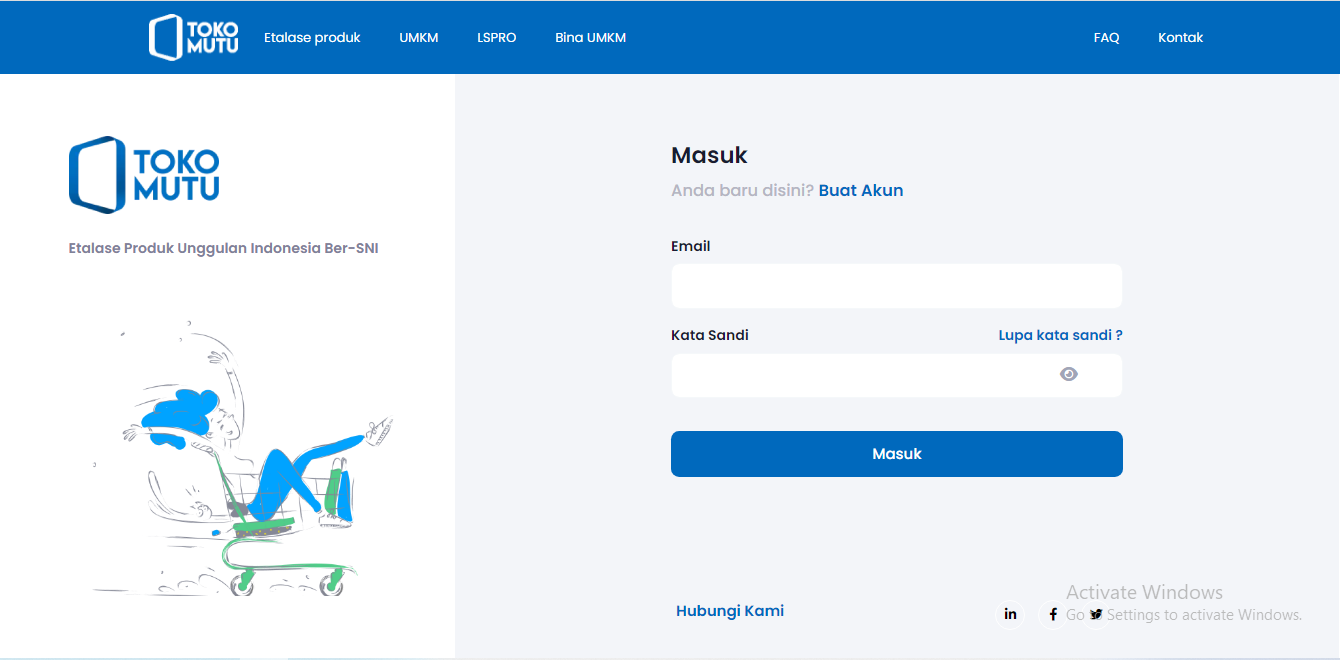 TOKO
MUTU
Etalase produk
UMKM
LSPRO
Bina UMKM
FAQ
Kontak
TOKO
MUTU
Etalase Produk Unggulan Indonesia Ber-SNI
Masuk
Anda baru disini? Buat Akun
Email
Kata Sandi
Lupa kata sandi ?
Masuk
Hubungi Kami
Activate Windows
Go to Settings to activate Windows.